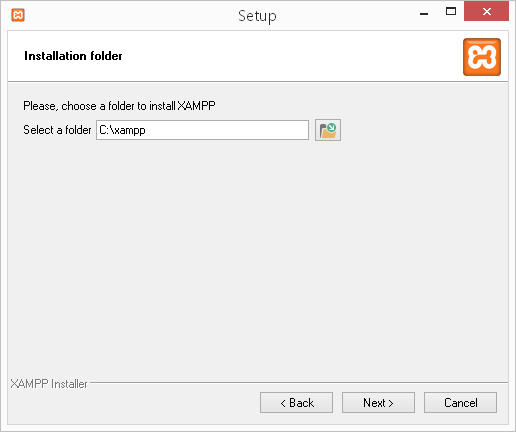 Setup
Installation folder
Please, choose a folder to install XAMPP
Select a folder C:\xampp
XAMPP Installer
< Back Next > Cancel